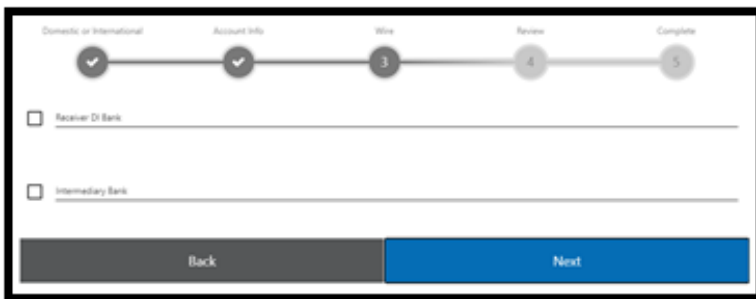 Domestic or International Account Info Wire Review Complete
3 4 5
Receiver DI Bank
Intermediary Bank
Back Next